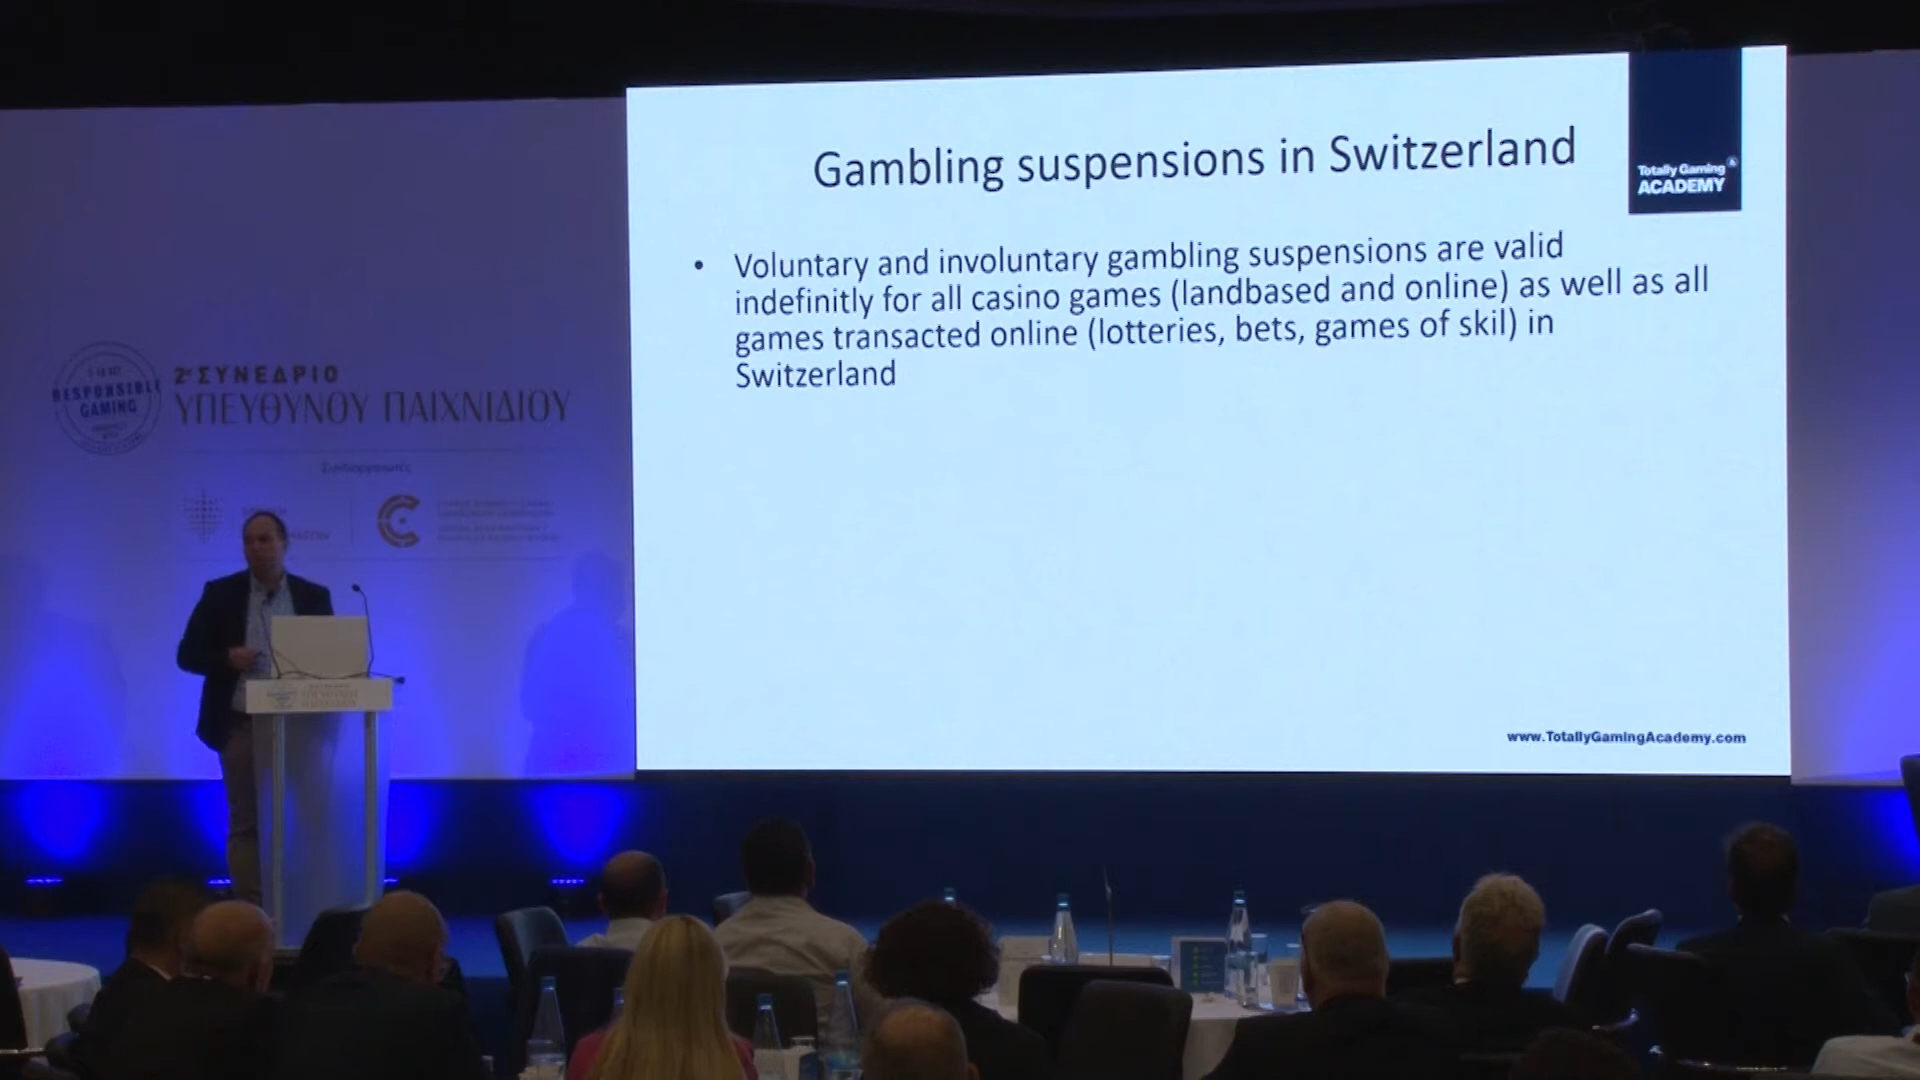 Gambling suspensions in Switzerland
Totally Gaming
ACADEMY
• Voluntary and involuntary gambling suspensions are valid
indefinitly for all casino games (landbased and online) as well as all
games transacted online (lotteries, bets, games of skil) in
Switzerland
www.TotallyGamingAcademy.com
RESPONSIBLE
GAMING
2ο ΣΥΝΕΔΡΙΟ
ΥΠΕΥΘΥΝΟΥ ΠΑΙΧΝΙΔΙΟΥ
Συνδιοργανωτές